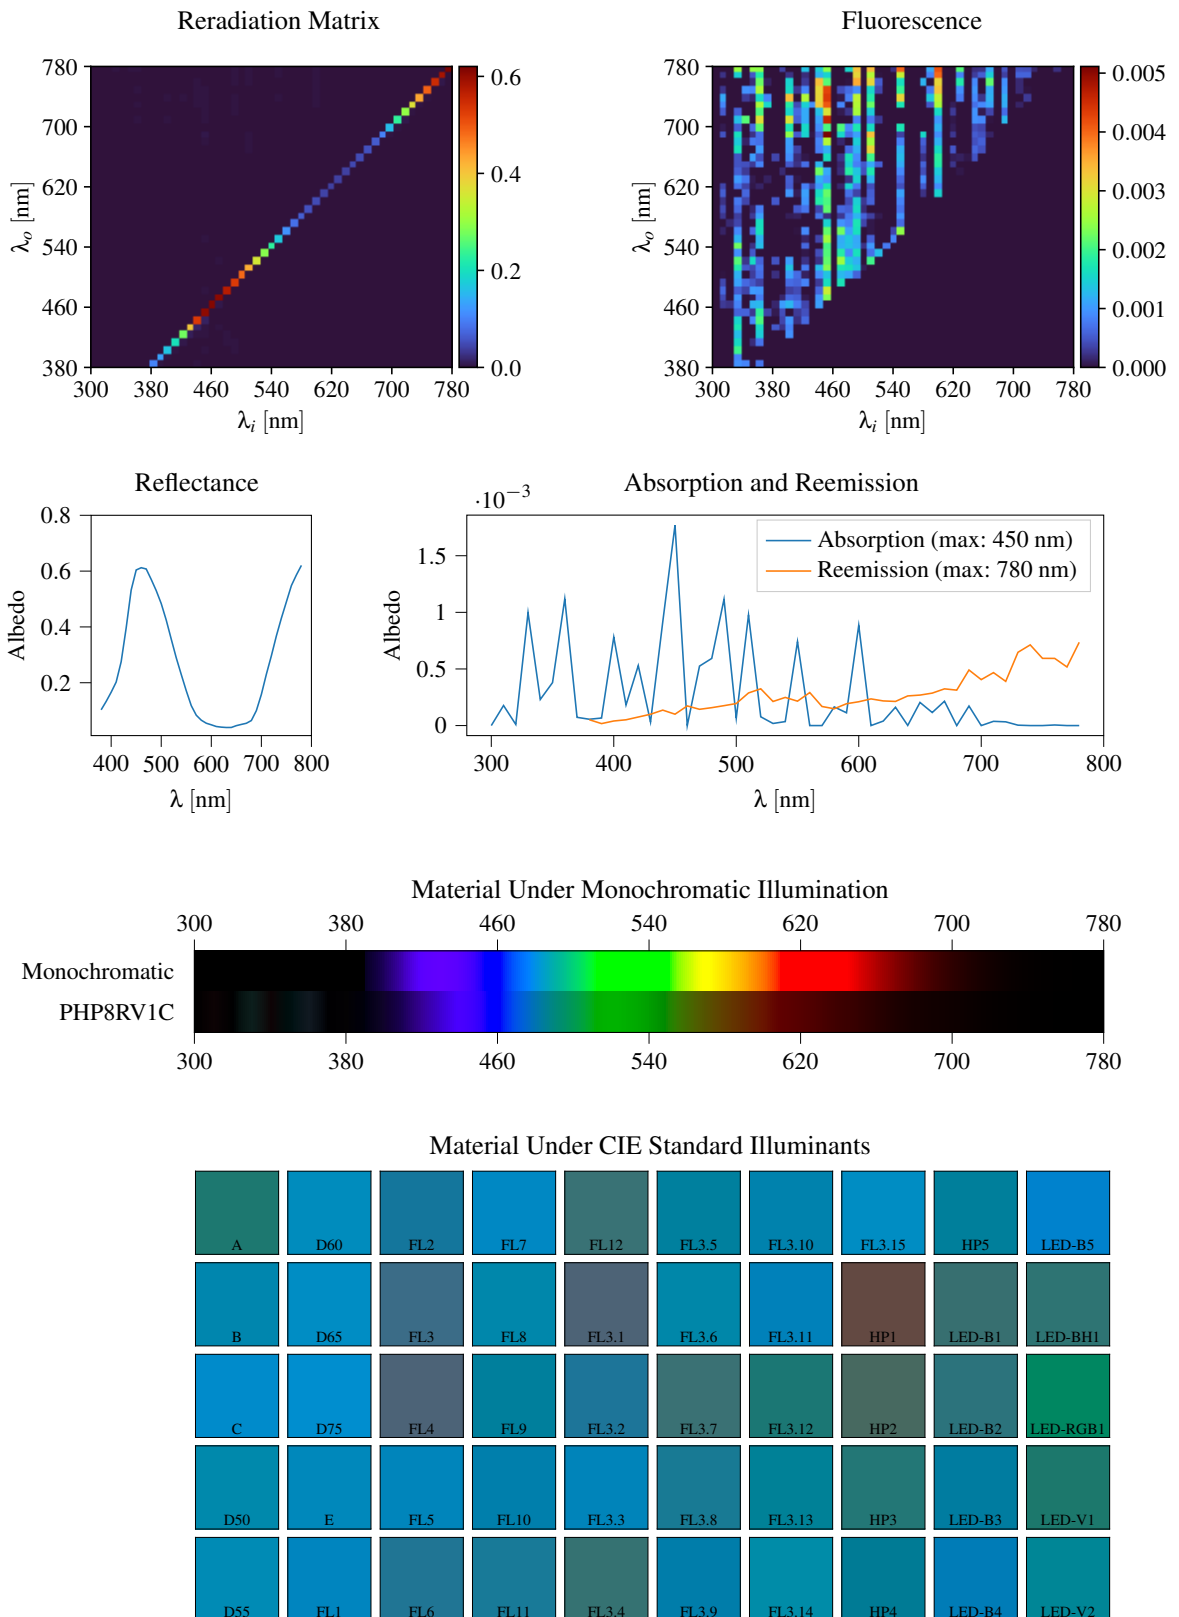 Reradiation Matrix
Fluorescence
780
700
620
540
460
380
λo [nm]
300 380 460 540 620 700 780
λi [nm]
0.6
0.4
0.2
0.0
780
700
620
540
460
380
λo [nm]
300 380 460 540 620 700 780
λi [nm]
0.005
0.004
0.003
0.002
0.001
0.000
Reflectance
0.8
0.6
0.4
0.2
Albedo
400 500 600 700 800
λ [nm]
Absorption and Reemission
·10−3
1.5
1
0.5
0
Albedo
Absorption (max: 450 nm)
Reemission (max: 780 nm)
300 400 500 600 700 800
λ [nm]
Material Under Monochromatic Illumination
300 380 460 540 620 700 780
Monochromatic
PHP8RV1C
300 380 460 540 620 700 780
Material Under CIE Standard Illuminants
A D60 FL2 FL7 FL12 FL3.5 FL3.10 FL3.15 HP5 LED-B5
B D65 FL3 FL8 FL3.1 FL3.6 FL3.11 HP1 LED-B1 LED-BH1
C D75 FL4 FL9 FL3.2 FL3.7 FL3.12 HP2 LED-B2 LED-RGB1
D50 E FL5 FL10 FL3.3 FL3.8 FL3.13 HP3 LED-B3 LED-V1
D55 FL1 FL6 FL11 FL3.4 FL3.9 FL3.14 HP4 LED-B4 LED-V2